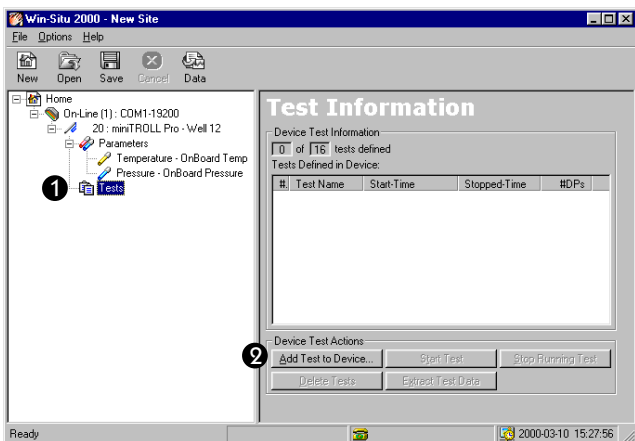 Win-Situ 2000 - New Site
File Options Help
New Open Save Cancel Data
Home
On-Line (1) : COM1-19200
20 : miniTROLL Pro - Well 12
Parameters
Temperature - OnBoard Temp
Pressure - OnBoard Pressure
1 Tests
Test Information
Device Test Information
0 of 16 tests defined
Tests Defined in Device:
#. Test Name Start-Time Stopped-Time #DPs
Device Test Actions
2 Add Test to Device... Start Test Stop Running Test
Delete Tests Extract Test Data
Ready 2000-03-10 15:27:56